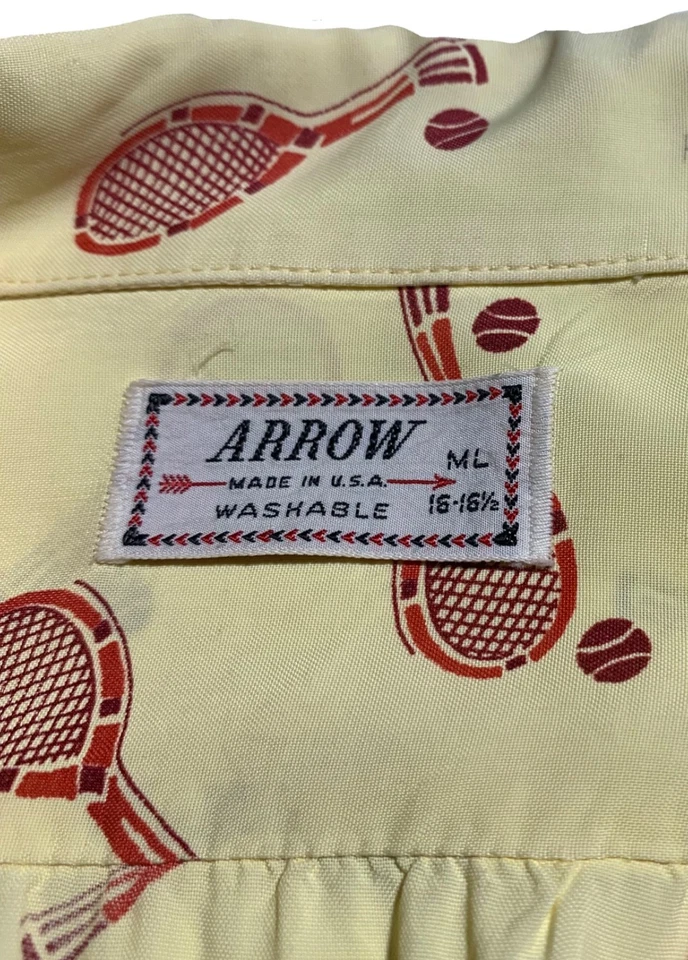 ARROW
MADE IN U.S.A.
WASHABLE
ML
16-16½